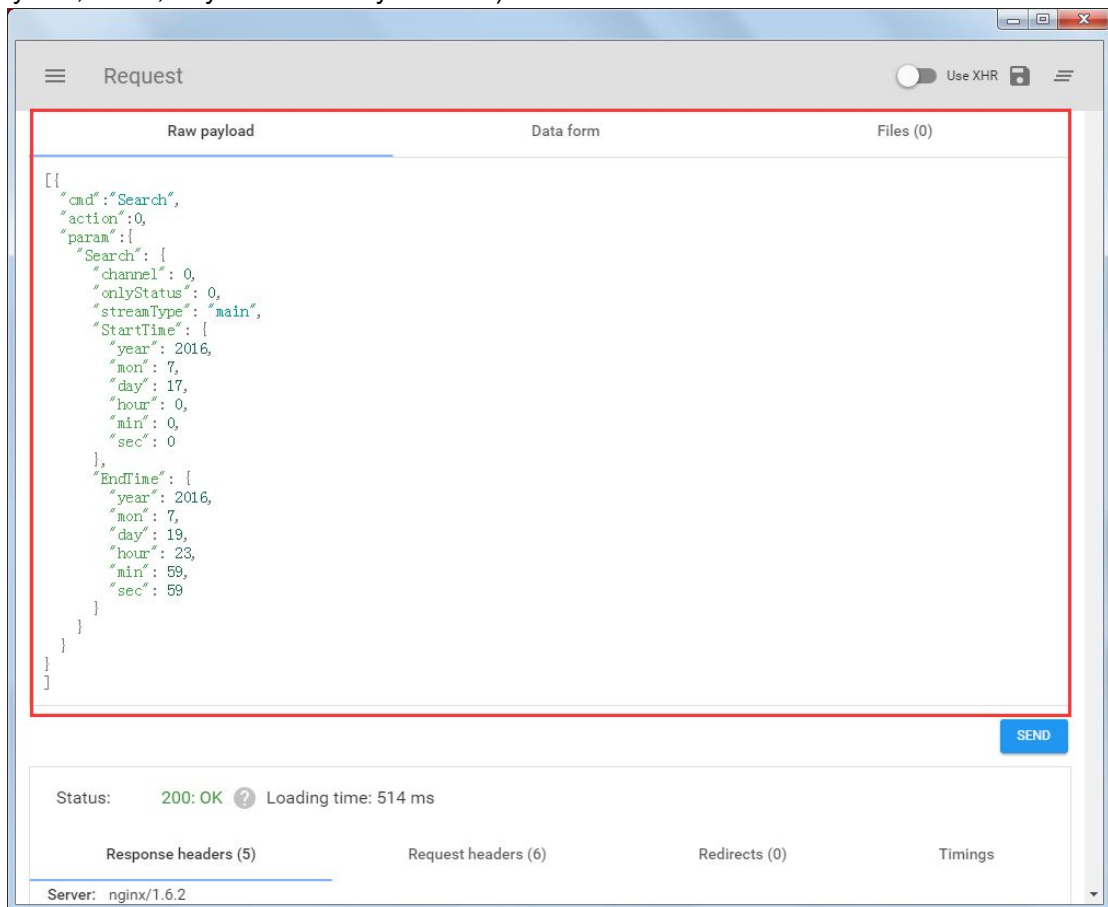 Request
Use XHR
Raw payload
Data form
Files (0)
[{
"cmd":"Search",
"action":0,
"param":{
"Search": {
"channel": 0,
"onlyStatus": 0,
"streamType": "main",
"StartTime": {
"year": 2016,
"mon": 7,
"day": 17,
"hour": 0,
"min": 0,
"sec": 0
},
"EndTime": {
"year": 2016,
"mon": 7,
"day": 19,
"hour": 23,
"min": 59,
"sec": 59
}
}
}
}
]
SEND
Status: 200: OK ? Loading time: 514 ms
Response headers (5)
Request headers (6)
Redirects (0)
Timings
Server: nginx/1.6.2